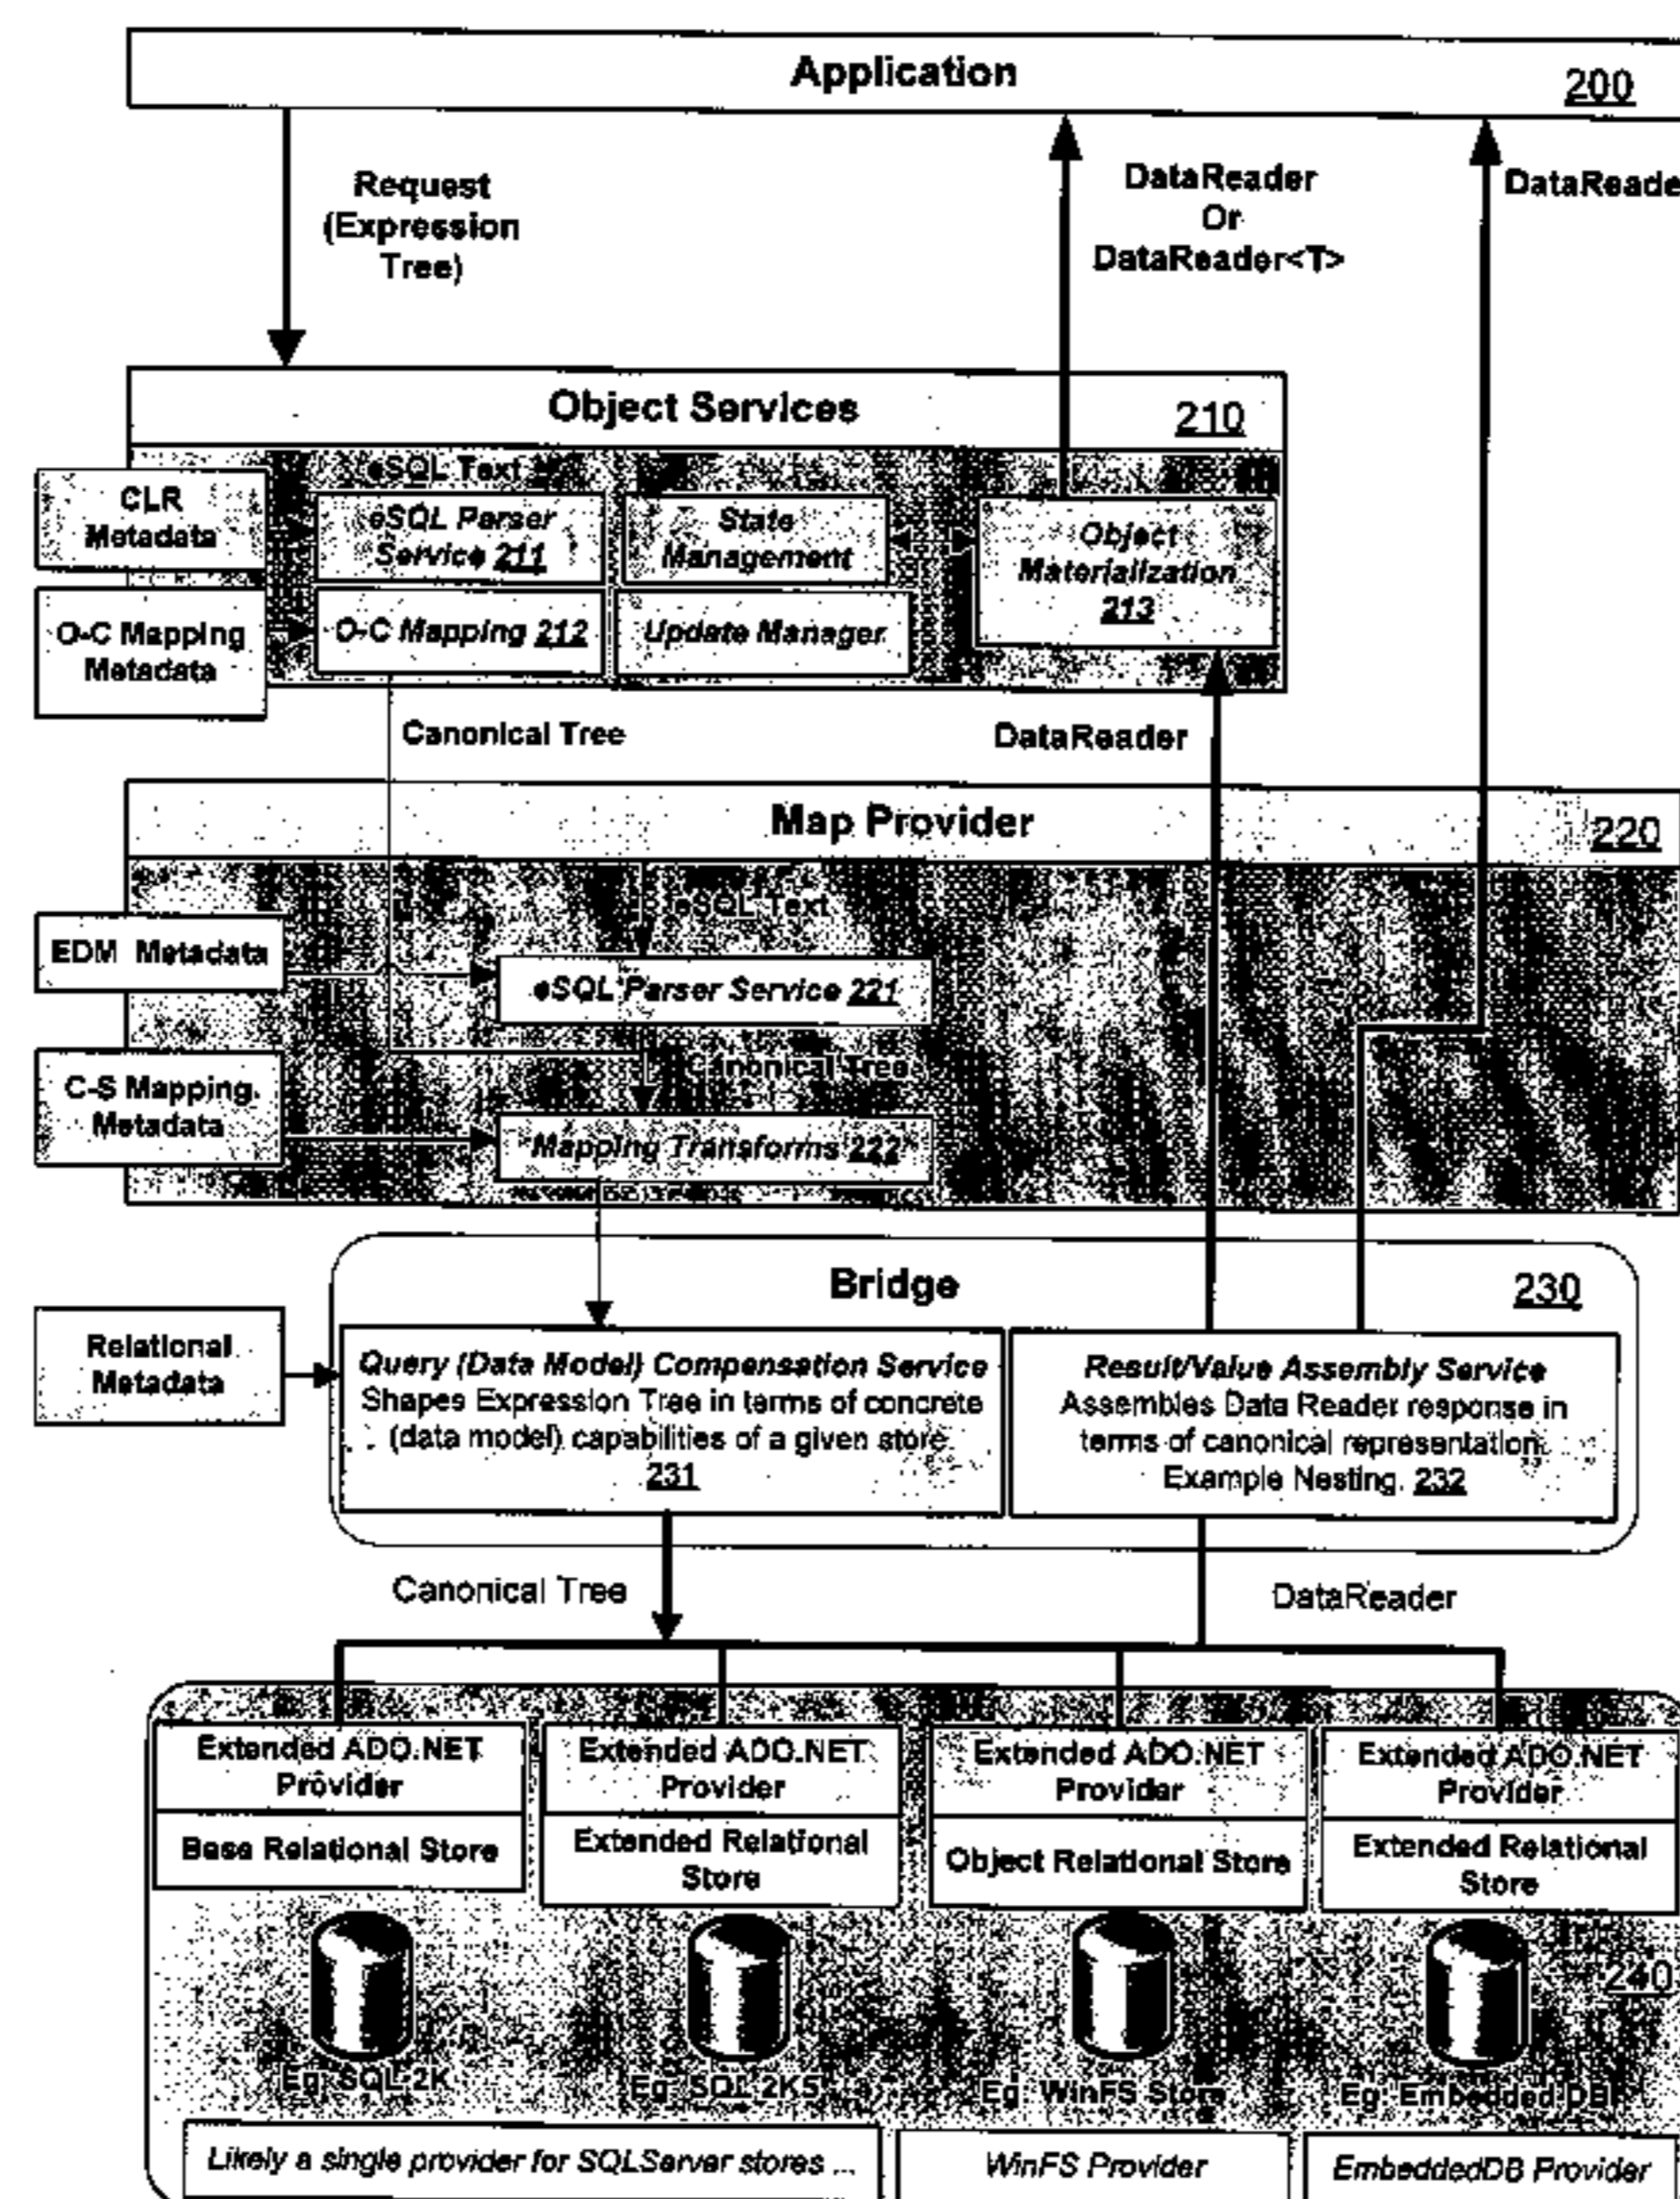 Application
200
Request
(Expression
Tree)
DataReader
Or
DataReader<T>
DataReade
Object Services
210
eSQL Text
CLR
Metadata
eSQL Parser
Service 211
State
Management
Object
Materialization
213
O-C Mapping
Metadata
O-C Mapping 212
Update Manager
Canonical Tree
DataReader
Map Provider
220
eSQL Text
EDM Metadata
eSQL Parser Service 221
Canonical Tree
C-S Mapping
Metadata
Mapping Transforms 222
Bridge
230
Relational
Metadata
Query (Data Model) Compensation Service
Shapes Expression Tree in terms of concrete
(data model) capabilities of a given store.
231
Result/Value Assembly Service
Assembles Data Reader response in
terms of canonical representation.
Example Nesting. 232
Canonical Tree
DataReader
Extended ADO.NET
Provider
Base Relational Store
Extended ADO.NET
Provider
Extended Relational
Store
Extended ADO.NET
Provider
Object Relational Store
Extended ADO.NET
Provider
Extended Relational
Store
240
Eg: SQL 2K
Eg: SQL 2K5
Eg: WinFS Store
Eg: Embedded DB
Likely a single provider for SQLServer stores ...
WinFS Provider
EmbeddedDB Provider